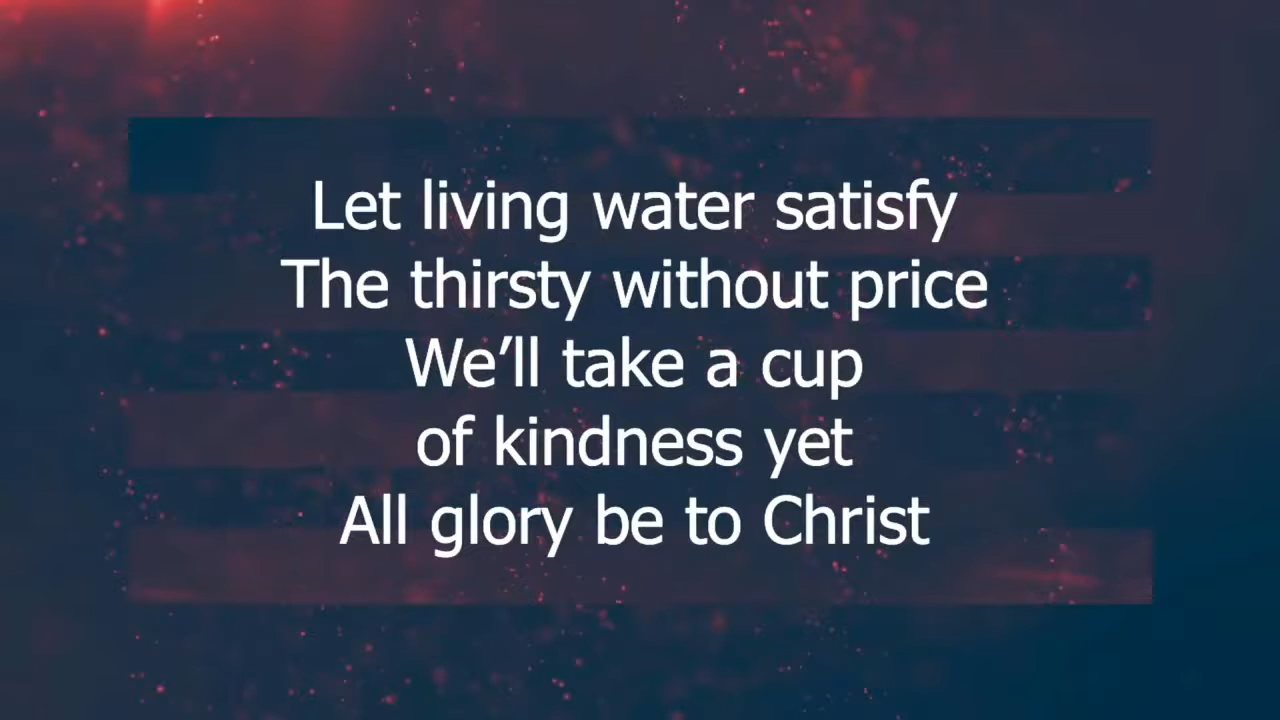 Let living water satisfy
The thirsty without price
We’ll take a cup
of kindness yet
All glory be to Christ